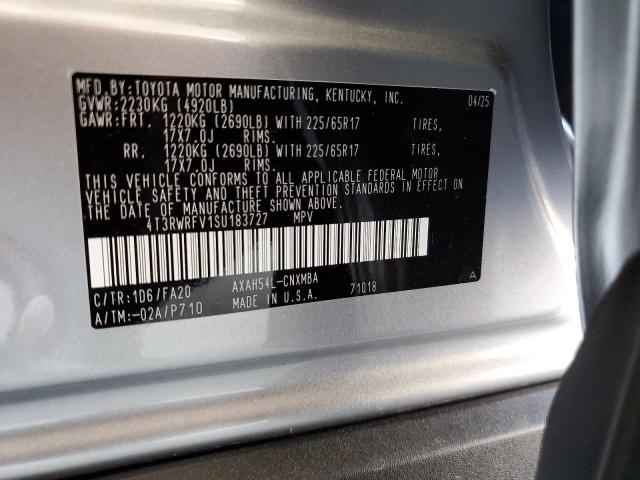 MFD.BY:TOYOTA MOTOR MANUFACTURING, KENTUCKY, INC. 04/25
GVWR:2230KG (4920LB)
GAWR:FRT. 1220KG (2690LB) WITH 225/65R17 TIRES,
17X7.0J RIMS.
RR. 1220KG (2690LB) WITH 225/65R17 TIRES,
17X7.0J RIMS.
THIS VEHICLE CONFORMS TO ALL APPLICABLE FEDERAL MOTOR
VEHICLE SAFETY AND THEFT PREVENTION STANDARDS IN EFFECT ON
THE DATE OF MANUFACTURE SHOWN ABOVE.
4T3RWRFV1SU183727 MPV
C/TR:1D6/FA20 AXAH54L-CNXMBA A
A/TM:-02A/P710 MADE IN U.S.A. 71018